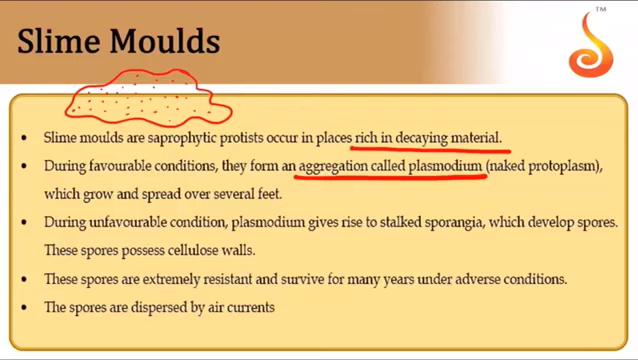 TM
Slime Moulds
• Slime moulds are saprophytic protists occur in places rich in decaying material.
• During favourable conditions, they form an aggregation called plasmodium (naked protoplasm),
which grow and spread over several feet.
• During unfavourable condition, plasmodium gives rise to stalked sporangia, which develop spores.
These spores possess cellulose walls.
• These spores are extremely resistant and survive for many years under adverse conditions.
• The spores are dispersed by air currents